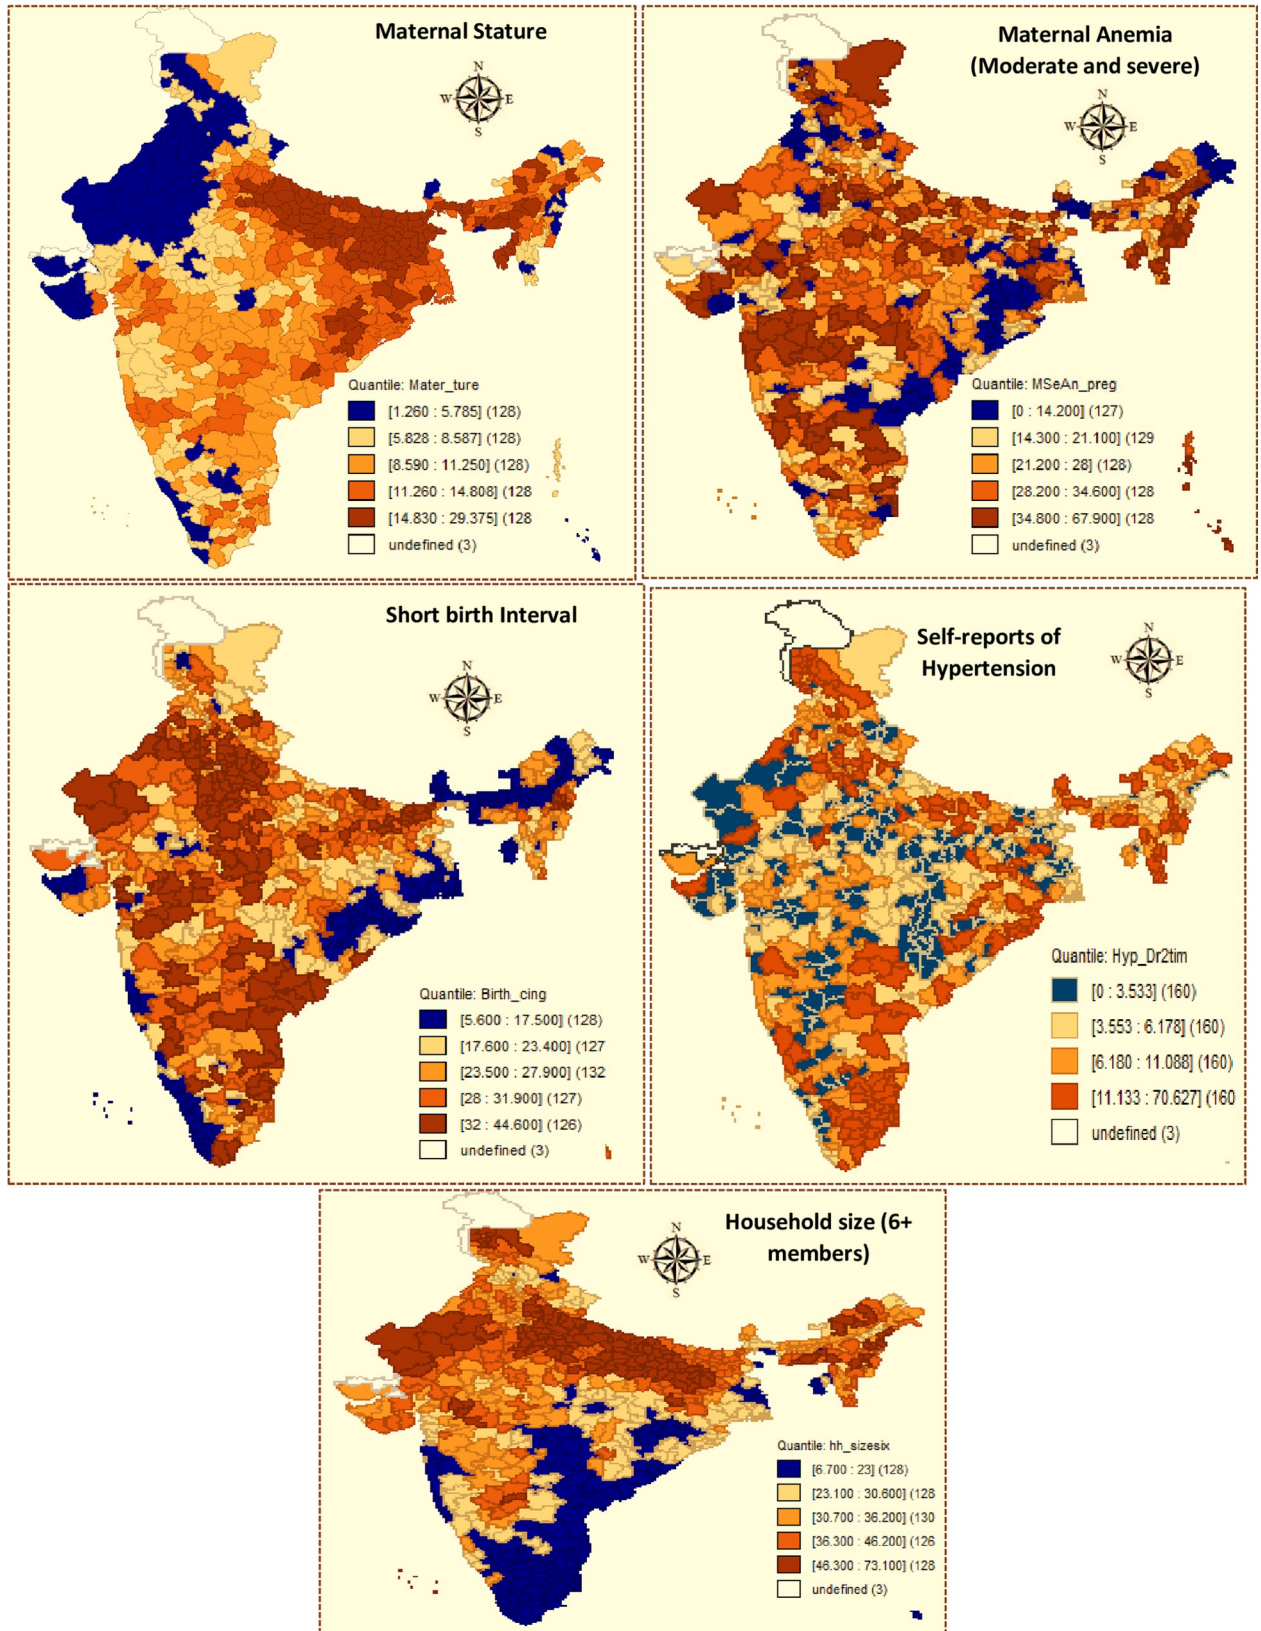 Maternal Stature
N
W E
S
Quantile: Mater_ture
[1.260 : 5.785] (128)
[5.828 : 8.587] (128)
[8.590 : 11.250] (128)
[11.260 : 14.808] (128
[14.830 : 29.375] (128
undefined (3)
Maternal Anemia
(Moderate and severe)
N
W E
S
Quantile: MSeAn_preg
[0 : 14.200] (127)
[14.300 : 21.100] (129
[21.200 : 28] (128)
[28.200 : 34.600] (128
[34.800 : 67.900] (128
undefined (3)
Short birth Interval
N
W E
S
Quantile: Birth_cing
[5.600 : 17.500] (128)
[17.600 : 23.400] (127
[23.500 : 27.900] (132
[28 : 31.900] (127)
[32 : 44.600] (126)
undefined (3)
Self-reports of
Hypertension
N
W E
S
Quantile: Hyp_Dr2tim
[0 : 3.533] (160)
[3.553 : 6.178] (160)
[6.180 : 11.088] (160)
[11.133 : 70.627] (160
undefined (3)
Household size (6+
members)
N
W E
S
Quantile: hh_sizesix
[6.700 : 23] (128)
[23.100 : 30.600] (128
[30.700 : 36.200] (130
[36.300 : 46.200] (126
[46.300 : 73.100] (128
undefined (3)